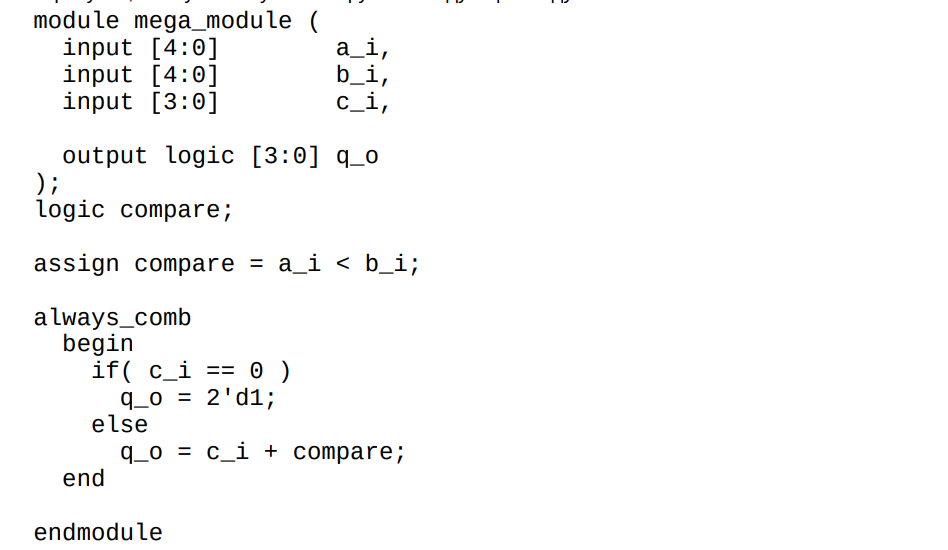 module mega_module (
  input [4:0]        a_i,
  input [4:0]        b_i,
  input [3:0]        c_i,
  output logic [3:0] q_o
);
logic compare;
assign compare = a_i < b_i;
always_comb
  begin
    if( c_i == 0 )
      q_o = 2'd1;
    else
      q_o = c_i + compare;
  end
endmodule